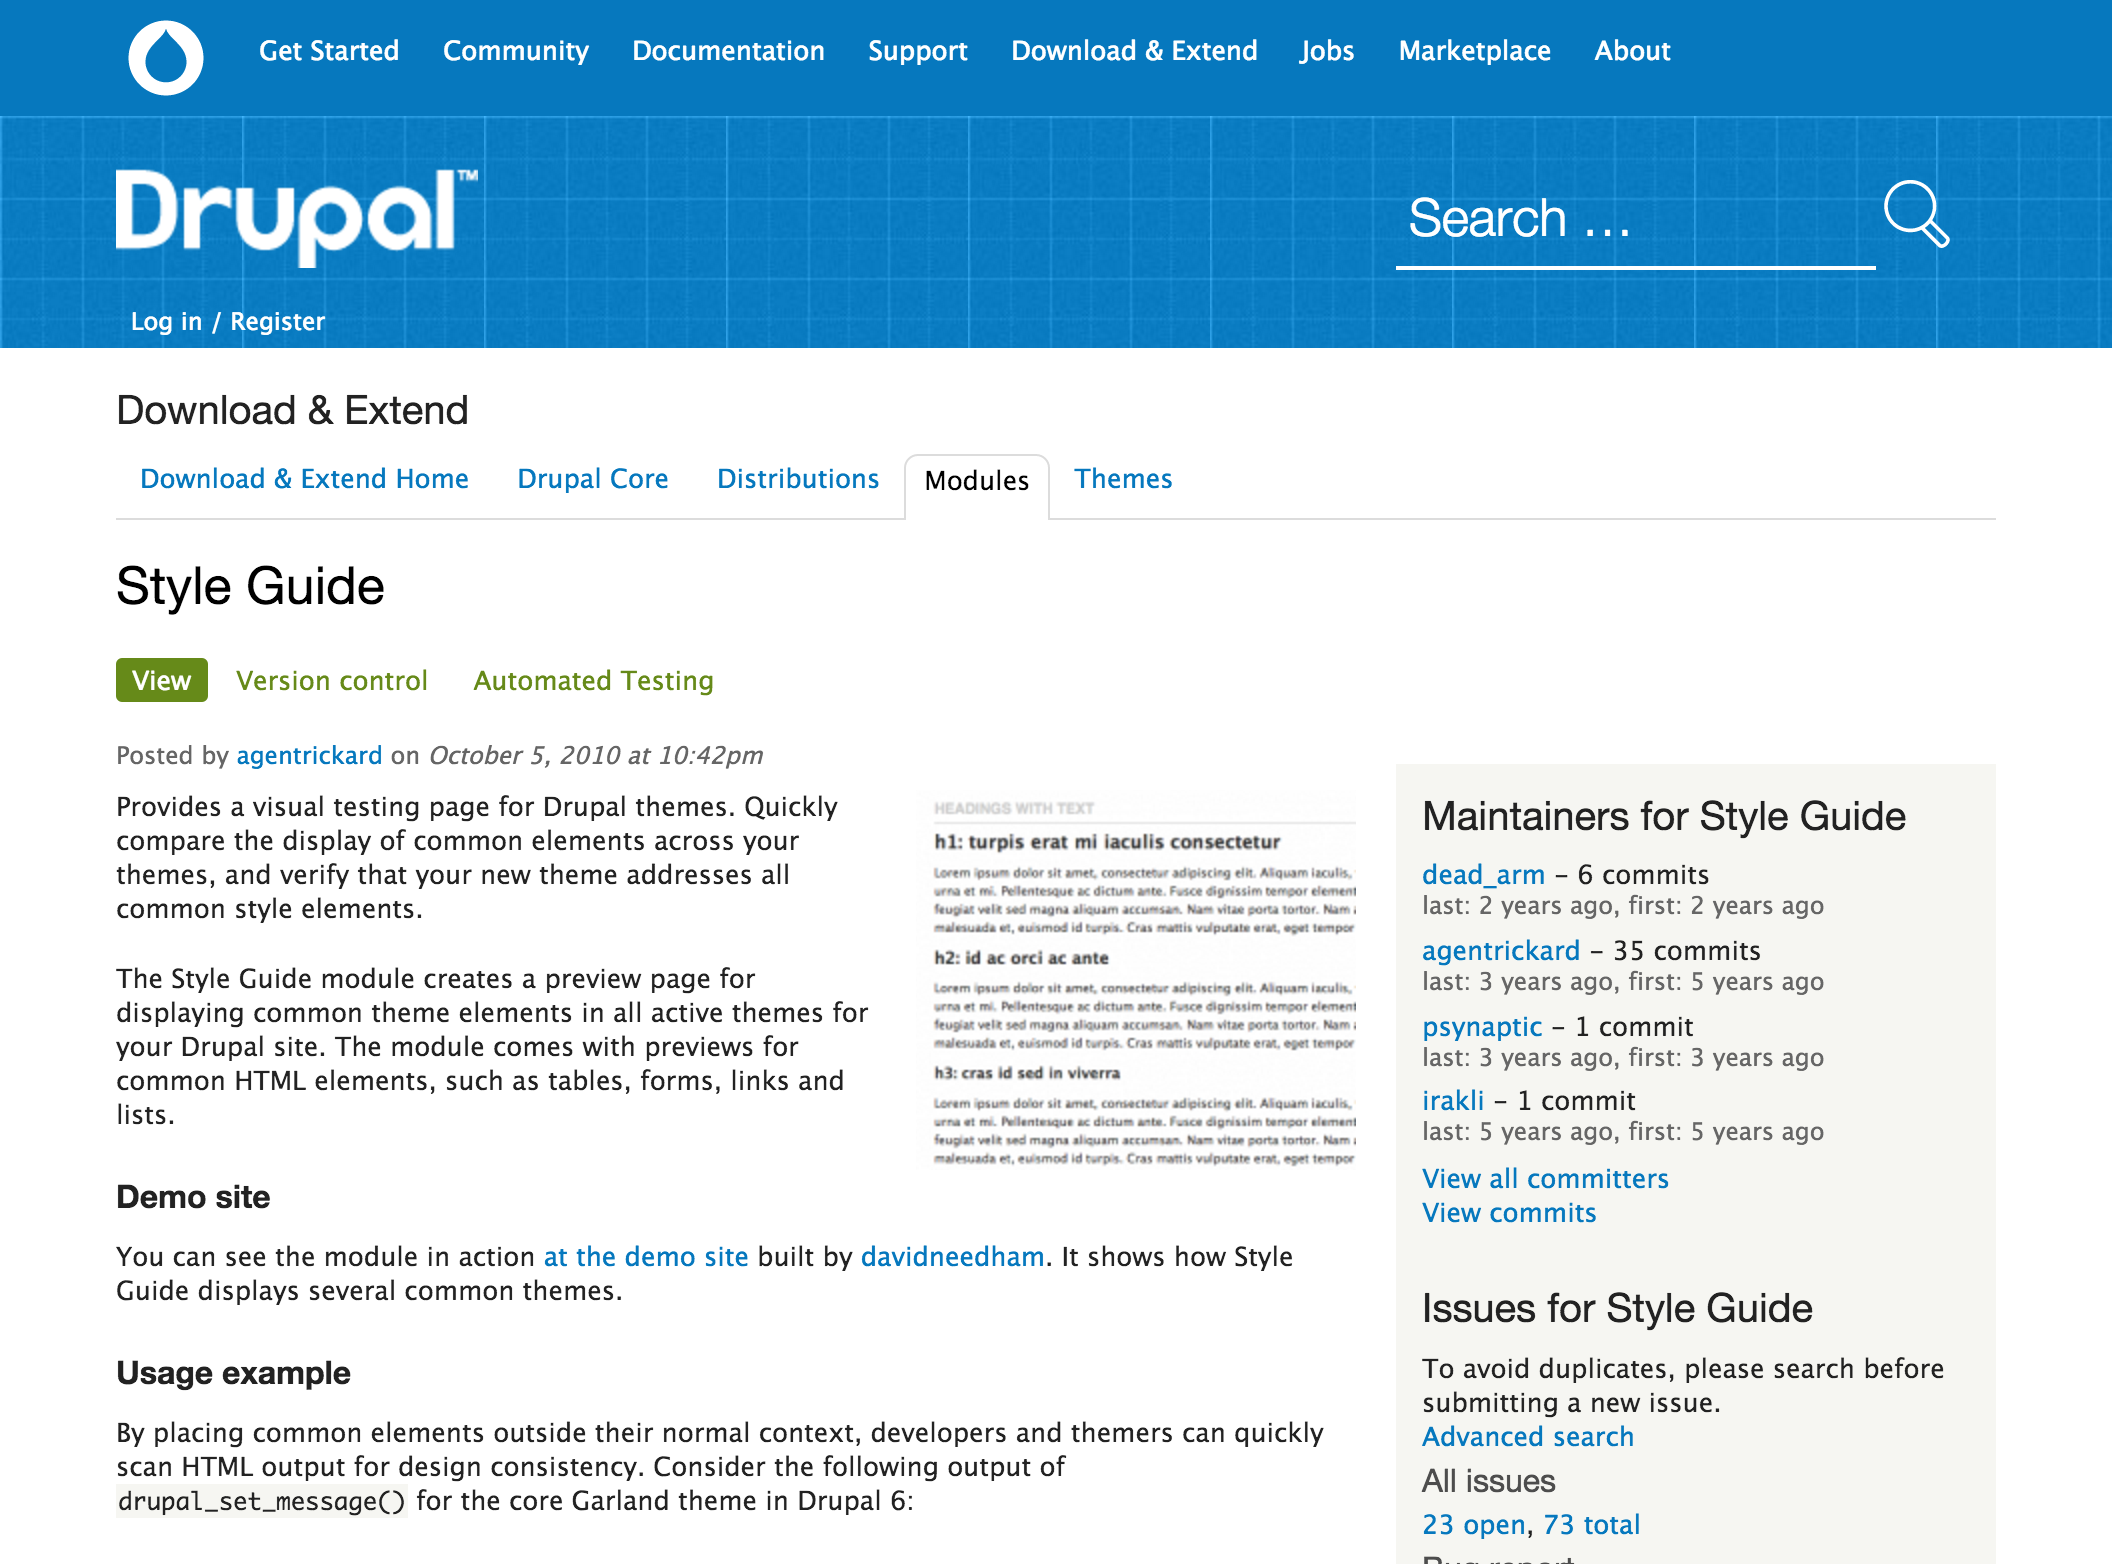 Get Started Community Documentation Support Download & Extend Jobs Marketplace About
Drupal™
Search ...
Log in / Register
Download & Extend
Download & Extend Home Drupal Core Distributions Modules Themes
Style Guide
View Version control Automated Testing
Posted by agentrickard on October 5, 2010 at 10:42pm
Provides a visual testing page for Drupal themes. Quickly
compare the display of common elements across your
themes, and verify that your new theme addresses all
common style elements.
The Style Guide module creates a preview page for
displaying common theme elements in all active themes for
your Drupal site. The module comes with previews for
common HTML elements, such as tables, forms, links and
lists.
HEADINGS WITH TEXT
h1: turpis erat mi iaculis consectetur
Lorem ipsum dolor sit amet, consectetur adipiscing elit. Aliquam iaculis,
urna et mi. Pellentesque ac dictum ante. Fusce dignissim tempor element
feugiat velit sed magna aliquam accumsan. Nam vitae porta tortor. Nam
malesuada et, euismod id turpis. Cras mattis vulputate erat, eget tempor
h2: id ac orci ac ante
Lorem ipsum dolor sit amet, consectetur adipiscing elit. Aliquam iaculis,
urna et mi. Pellentesque ac dictum ante. Fusce dignissim tempor element
feugiat velit sed magna aliquam accumsan. Nam vitae porta tortor. Nam
malesuada et, euismod id turpis. Cras mattis vulputate erat, eget tempor
h3: cras id sed in viverra
Lorem ipsum dolor sit amet, consectetur adipiscing elit. Aliquam iaculis,
urna et mi. Pellentesque ac dictum ante. Fusce dignissim tempor element
feugiat velit sed magna aliquam accumsan. Nam vitae porta tortor. Nam
malesuada et, euismod id turpis. Cras mattis vulputate erat, eget tempor
Demo site
You can see the module in action at the demo site built by davidneedham. It shows how Style
Guide displays several common themes.
Usage example
By placing common elements outside their normal context, developers and themers can quickly
scan HTML output for design consistency. Consider the following output of
drupal_set_message() for the core Garland theme in Drupal 6:
Maintainers for Style Guide
dead_arm – 6 commits
last: 2 years ago, first: 2 years ago
agentrickard – 35 commits
last: 3 years ago, first: 5 years ago
psynaptic – 1 commit
last: 3 years ago, first: 3 years ago
irakli – 1 commit
last: 5 years ago, first: 5 years ago
View all committers
View commits
Issues for Style Guide
To avoid duplicates, please search before
submitting a new issue.
Advanced search
All issues
23 open, 73 total
Bug report